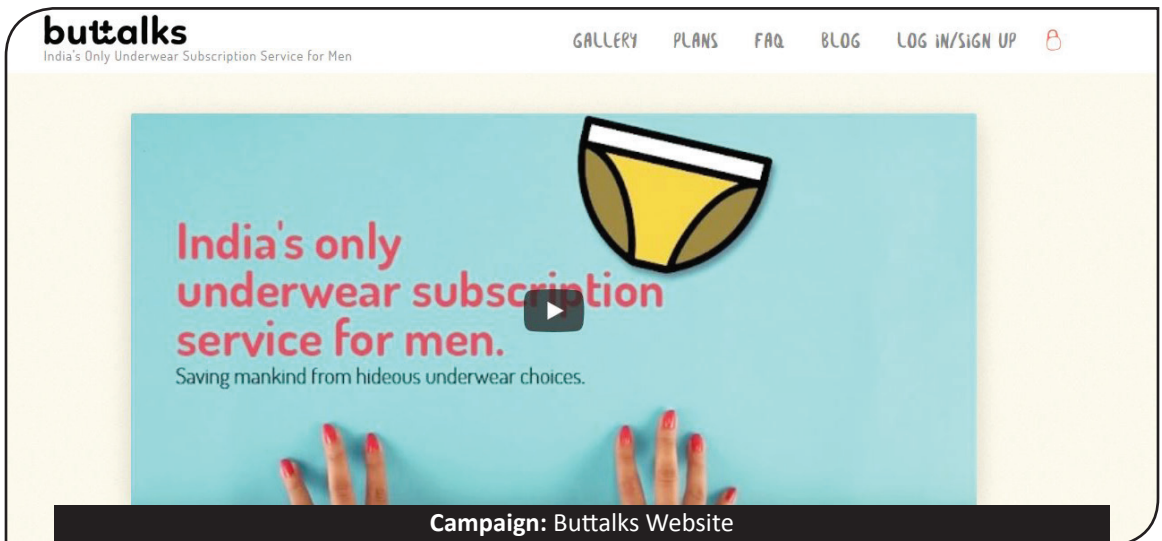 buttalks
India's Only Underwear Subscription Service for Men
GALLERY PLANS FAQ BLOG LOG IN/SIGN UP
India's only
underwear subscription
service for men.
Saving mankind from hideous underwear choices.
Campaign: Buttalks Website